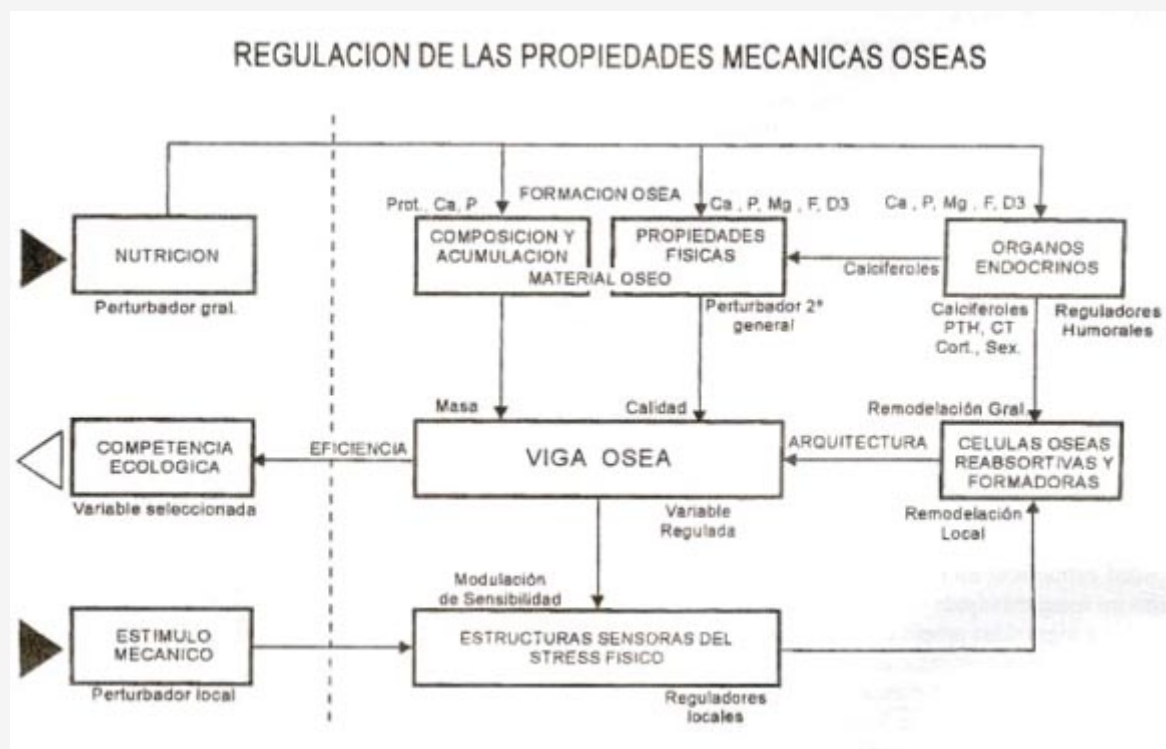 REGULACION DE LAS PROPIEDADES MECANICAS OSEAS
FORMACION OSEA
Prot., Ca, P
Ca , P, Mg , F, D3
Ca , P, Mg , F, D3
NUTRICION
Perturbador gral.
COMPOSICION Y
ACUMULACION
PROPIEDADES
FISICAS
MATERIAL OSEO
Calciferoles
ORGANOS
ENDOCRINOS
Perturbador 2º
general
Calciferoles
PTH, CT
Cort., Sex.
Reguladores
Humorales
Masa
Calidad
Remodelación Gral
COMPETENCIA
ECOLOGICA
Variable seleccionada
EFICIENCIA
VIGA OSEA
Variable
Regulada
ARQUITECTURA
CELULAS OSEAS
REABSORTIVAS Y
FORMADORAS
Remodelación
Local
Modulación
de Sensibilidad
ESTIMULO
MECANICO
Perturbador local
ESTRUCTURAS SENSORAS DEL
STRESS FISICO
Reguladores
locales